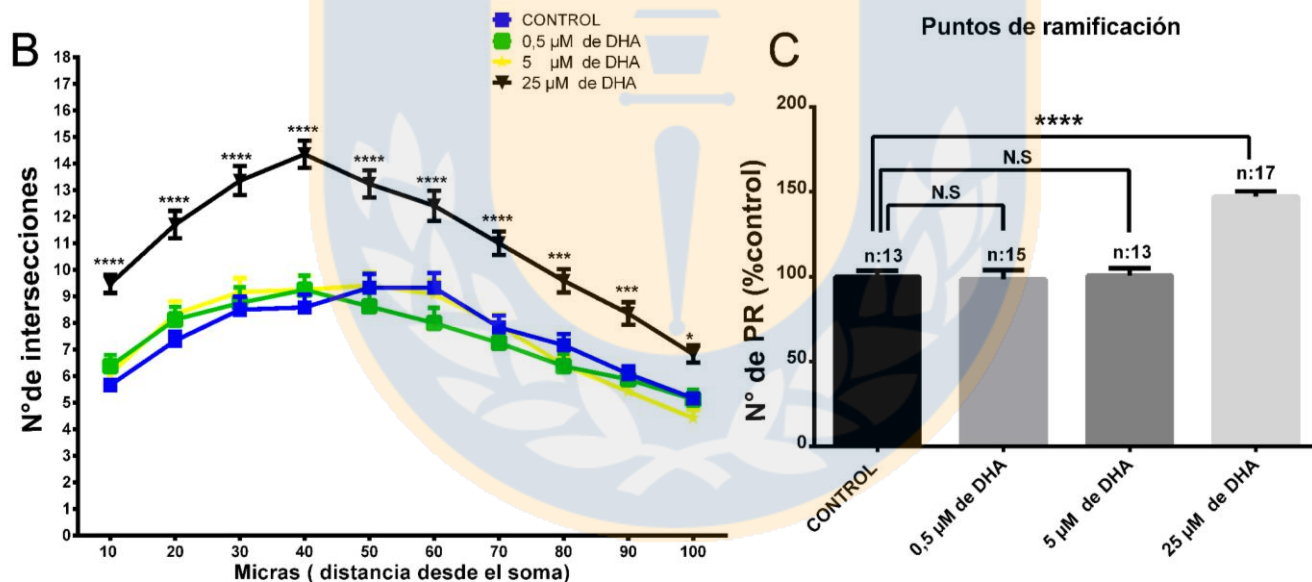 B
CONTROL
0,5 µM de DHA
5 µM de DHA
25 µM de DHA
N°de intersecciones
18
17
16
15
14
13
12
11
10
9
8
7
6
5
4
3
2
1
0
****
****
****
****
****
****
****
***
***
*
10 20 30 40 50 60 70 80 90 100
Micras ( distancia desde el soma)
C
Puntos de ramificación
N° de PR (%control)
200
150
100
50
0
****
N.S
N.S
n:13
n:15
n:13
n:17
CONTROL
0,5 µM de DHA
5 µM de DHA
25 µM de DHA